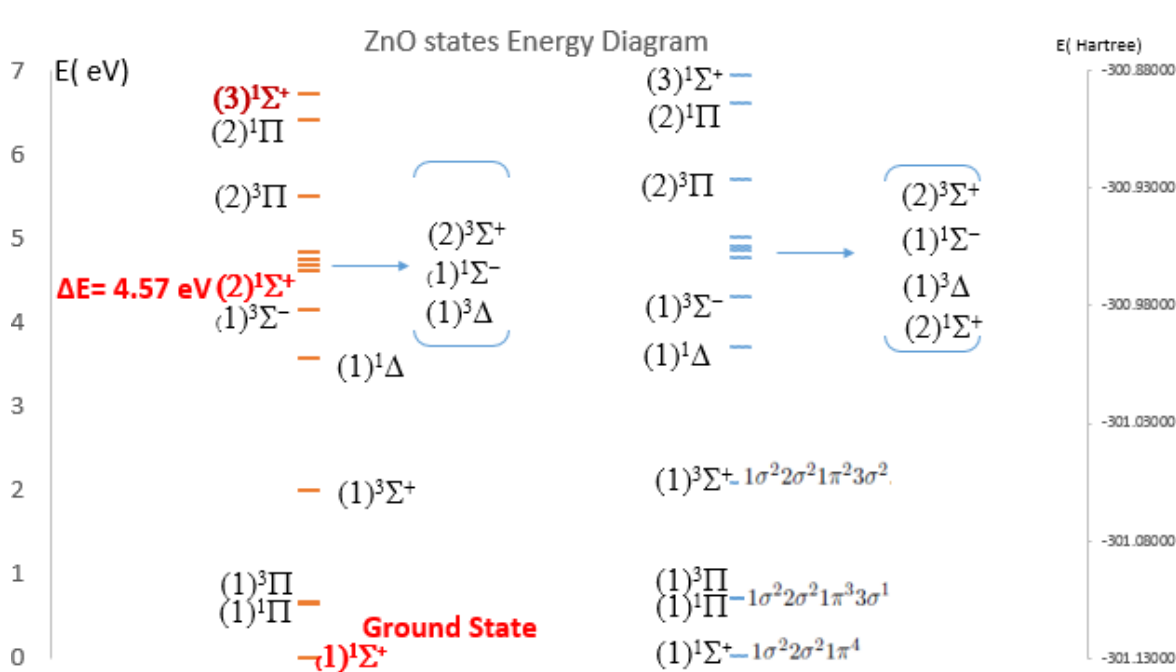 ZnO states Energy Diagram
E( eV)
E( Hartree)
7
6
5
4
3
2
1
0
(3)¹Σ⁺
(2)¹Π
(2)³Π
ΔE= 4.57 eV (2)¹Σ⁺
(1)³Σ⁻
(1)¹Δ
(1)³Σ⁺
(1)³Π
(1)¹Π
Ground State
(1)¹Σ⁺
(2)³Σ⁺
(1)¹Σ⁻
(1)³Δ
(3)¹Σ⁺
(2)¹Π
(2)³Π
(1)³Σ⁻
(1)¹Δ
(1)³Σ⁺ 1σ²2σ²1π²3σ²
(1)³Π
(1)¹Π 1σ²2σ²1π³3σ¹
(1)¹Σ⁺ 1σ²2σ²1π⁴
(2)³Σ⁺
(1)¹Σ⁻
(1)³Δ
(2)¹Σ⁺
-300.88000
-300.93000
-300.98000
-301.03000
-301.08000
-301.13000